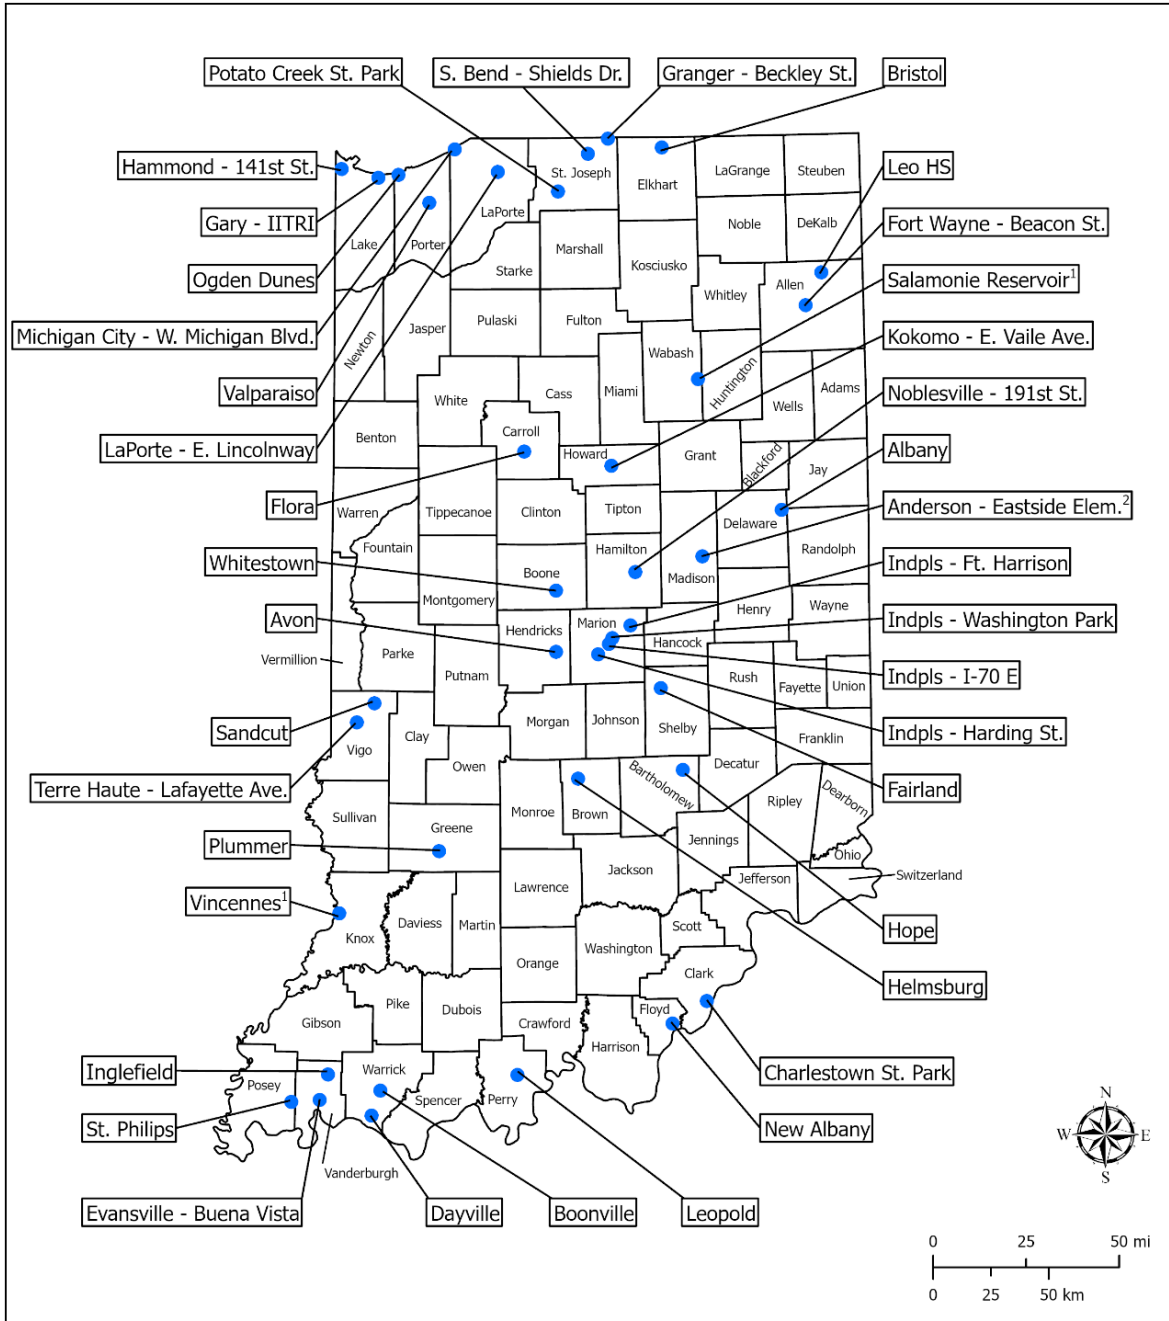 Potato Creek St. Park
S. Bend - Shields Dr.
Granger - Beckley St.
Bristol
Hammond - 141st St.
Leo HS
Gary - IITRI
Fort Wayne - Beacon St.
Ogden Dunes
Salamonie Reservoir¹
Michigan City - W. Michigan Blvd.
Kokomo - E. Vaile Ave.
Valparaiso
Noblesville - 191st St.
LaPorte - E. Lincolnway
Albany
Flora
Anderson - Eastside Elem.²
Whitestown
Indpls - Ft. Harrison
Avon
Indpls - Washington Park
Indpls - I-70 E
Sandcut
Indpls - Harding St.
Terre Haute - Lafayette Ave.
Fairland
Plummer
Vincennes¹
Hope
Helmsburg
Inglefield
Charlestown St. Park
St. Philips
New Albany
Evansville - Buena Vista
Dayville
Boonville
Leopold
St. Joseph
Elkhart
LaGrange
Steuben
LaPorte
Lake
Porter
Noble
DeKalb
Marshall
Starke
Kosciusko
Whitley
Allen
Newton
Jasper
Pulaski
Fulton
Wabash
Huntington
Miami
Cass
White
Wells
Adams
Benton
Carroll
Howard
Grant
Blackford
Jay
Warren
Tippecanoe
Clinton
Tipton
Delaware
Fountain
Hamilton
Randolph
Boone
Madison
Montgomery
Henry
Wayne
Hendricks
Marion
Hancock
Vermillion
Parke
Putnam
Rush
Fayette
Union
Morgan
Johnson
Shelby
Vigo
Clay
Franklin
Owen
Decatur
Bartholomew
Sullivan
Greene
Monroe
Brown
Ripley
Dearborn
Jennings
Ohio
Lawrence
Jackson
Jefferson
Switzerland
Knox
Daviess
Martin
Scott
Washington
Orange
Clark
Pike
Dubois
Gibson
Crawford
Floyd
Harrison
Posey
Warrick
Spencer
Perry
Vanderburgh
N
W
E
S
0 25 50 mi
0 25 50 km